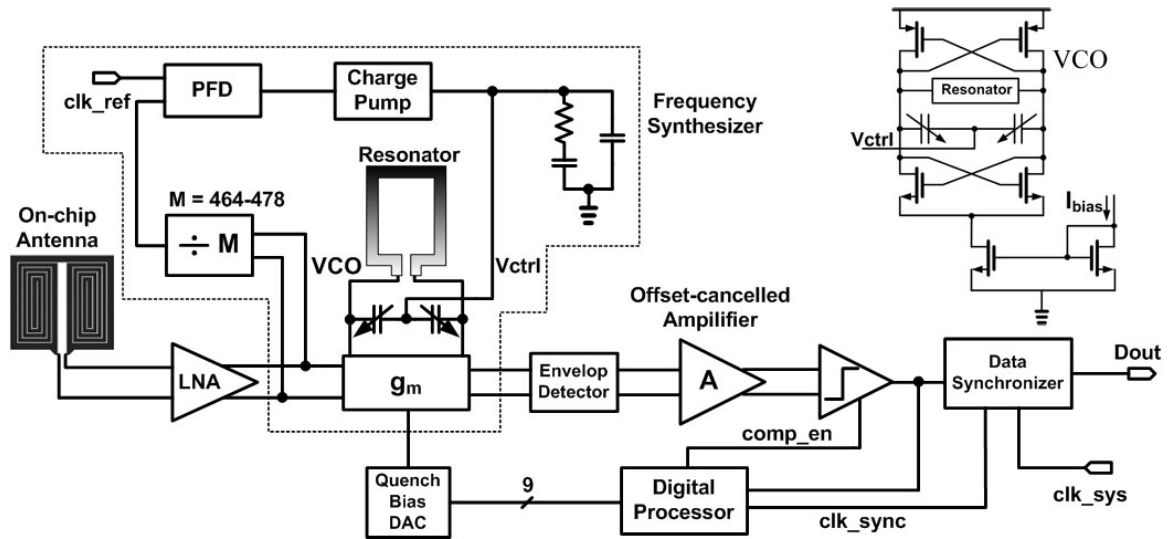 clk_ref
PFD
Charge
Pump
Frequency
Synthesizer
VCO
Resonator
Vctrl
Ibias
Resonator
M = 464-478
÷ M
On-chip
Antenna
VCO
Vctrl
LNA
gm
Envelop
Detector
Offset-cancelled
Ampilifier
A
Data
Synchronizer
Dout
comp_en
Quench
Bias
DAC
9
Digital
Processor
clk_sync
clk_sys